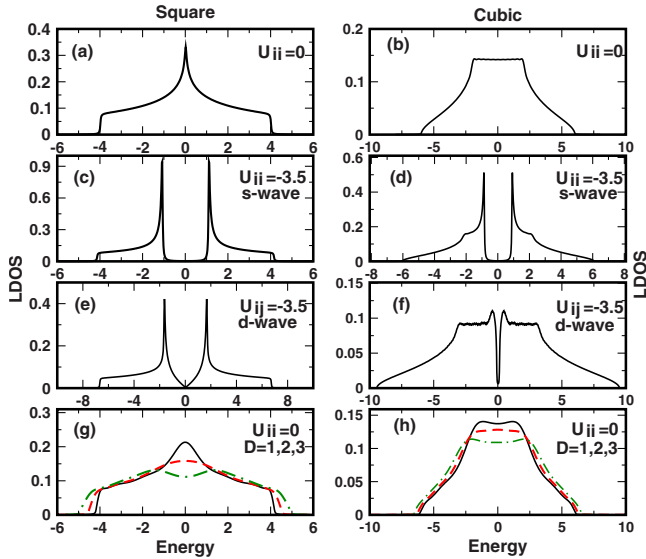 Square
Cubic
0.4
0.3
0.2
0.1
0
(a)
U ii =0
-6 -4 -2 0 2 4 6
0.2
0.15
0.1
0.05
0
(b)
U ii =0
-10 -5 0 5 10
0.9
0.6
0.3
0
(c)
U ii =-3.5
s-wave
-6 -4 -2 0 2 4 6
0.6
0.4
0.2
0
(d)
U ii =-3.5
s-wave
-8 -6 -4 -2 0 2 4 6 8
LDOS
LDOS
0.4
0.2
0
(e)
U ij =-3.5
d-wave
-8 -4 0 4 8
0.15
0.1
0.05
0
(f)
U ij =-3.5
d-wave
-10 -5 0 5 10
0.3
0.2
0.1
0
(g)
U ii =0
D=1,2,3
-6 -4 -2 0 2 4 6
Energy
0.15
0.10
0.05
0
(h)
U ii =0
D=1,2,3
-10 -5 0 5 10
Energy